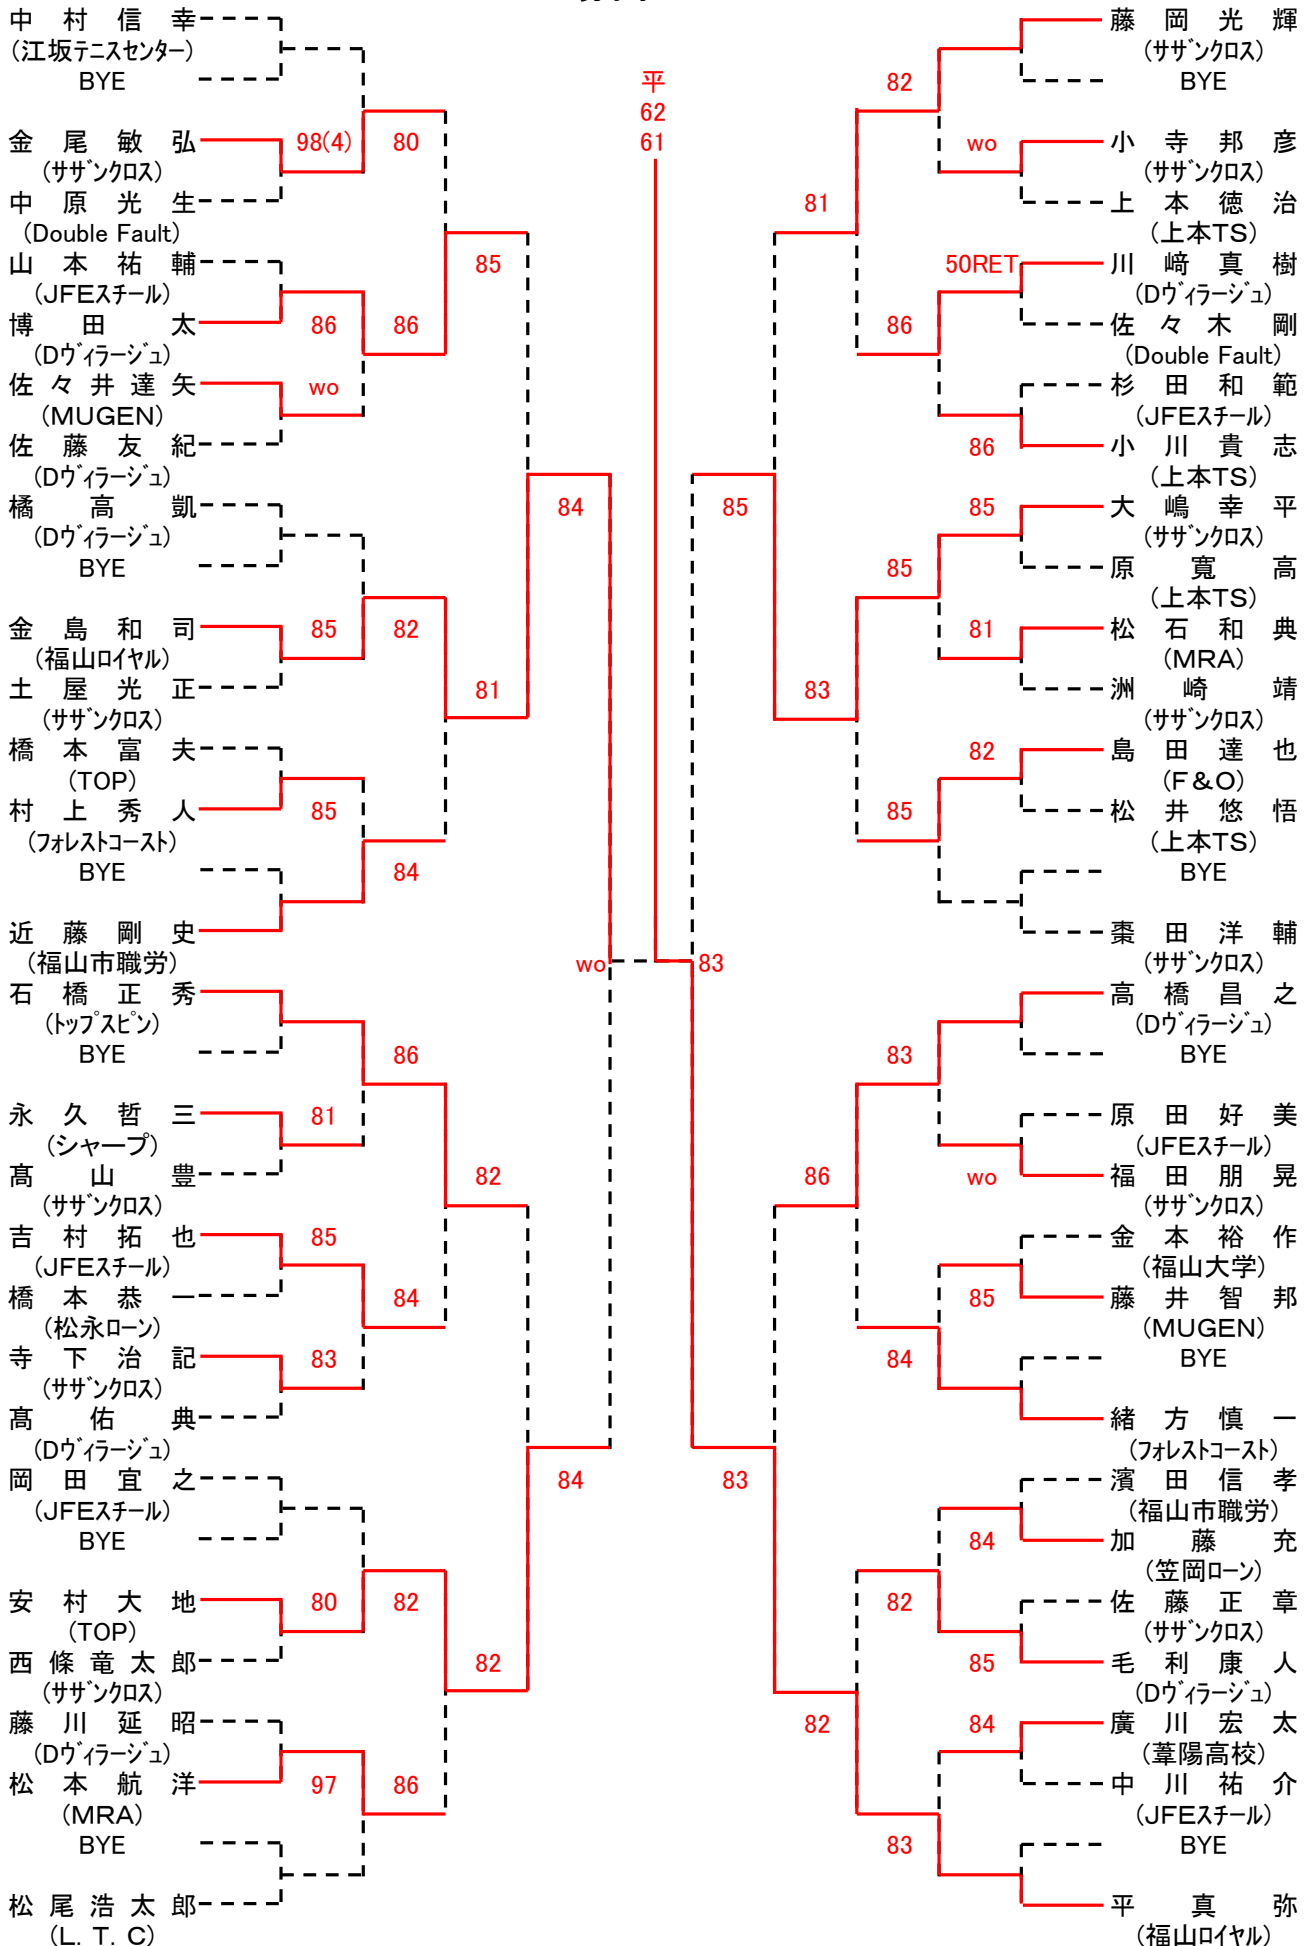 中村信幸
(江坂テニスセンター)
BYE
金尾敏弘
(サザンクロス)
中原光生
(Double Fault)
山本祐輔
(JFEスチール)
博田太
(Dヴィラージュ)
佐々井達矢
(MUGEN)
佐藤友紀
(Dヴィラージュ)
橘高凱
(Dヴィラージュ)
BYE
金島和司
(福山ロイヤル)
土屋光正
(サザンクロス)
橋本富夫
(TOP)
村上秀人
(フォレストコースト)
BYE
近藤剛史
(福山市職労)
石橋正秀
(トップスピン)
BYE
永久哲三
(シャープ)
髙山豊
(サザンクロス)
吉村拓也
(JFEスチール)
橋本恭一
(松永ローン)
寺下治記
(サザンクロス)
髙佑典
(Dヴィラージュ)
岡田宜之
(JFEスチール)
BYE
安村大地
(TOP)
西條竜太郎
(サザンクロス)
藤川延昭
(Dヴィラージュ)
松本航洋
(MRA)
BYE
松尾浩太郎
(L.T.C)
98(4)
86
wo
85
85
81
85
83
80
97
80
86
82
84
86
84
82
86
85
81
82
82
84
84
wo
平
62
61
83
85
83
81
83
86
82
82
86
85
85
83
84
82
83
wo
50RET
86
85
81
82
wo
85
84
85
84
藤岡光輝
(サザンクロス)
BYE
小寺邦彦
(サザンクロス)
上本徳治
(上本TS)
川﨑真樹
(Dヴィラージュ)
佐々木剛
(Double Fault)
杉田和範
(JFEスチール)
小川貴志
(上本TS)
大嶋幸平
(サザンクロス)
原寛高
(上本TS)
松石和典
(MRA)
洲崎靖
(サザンクロス)
島田達也
(F&O)
松井悠悟
(上本TS)
BYE
棗田洋輔
(サザンクロス)
高橋昌之
(Dヴィラージュ)
BYE
原田好美
(JFEスチール)
福田朋晃
(サザンクロス)
金本裕作
(福山大学)
藤井智邦
(MUGEN)
BYE
緒方慎一
(フォレストコースト)
濱田信孝
(福山市職労)
加藤充
(笠岡ローン)
佐藤正章
(サザンクロス)
毛利康人
(Dヴィラージュ)
廣川宏太
(葦陽高校)
中川祐介
(JFEスチール)
BYE
平真弥
(福山ロイヤル)